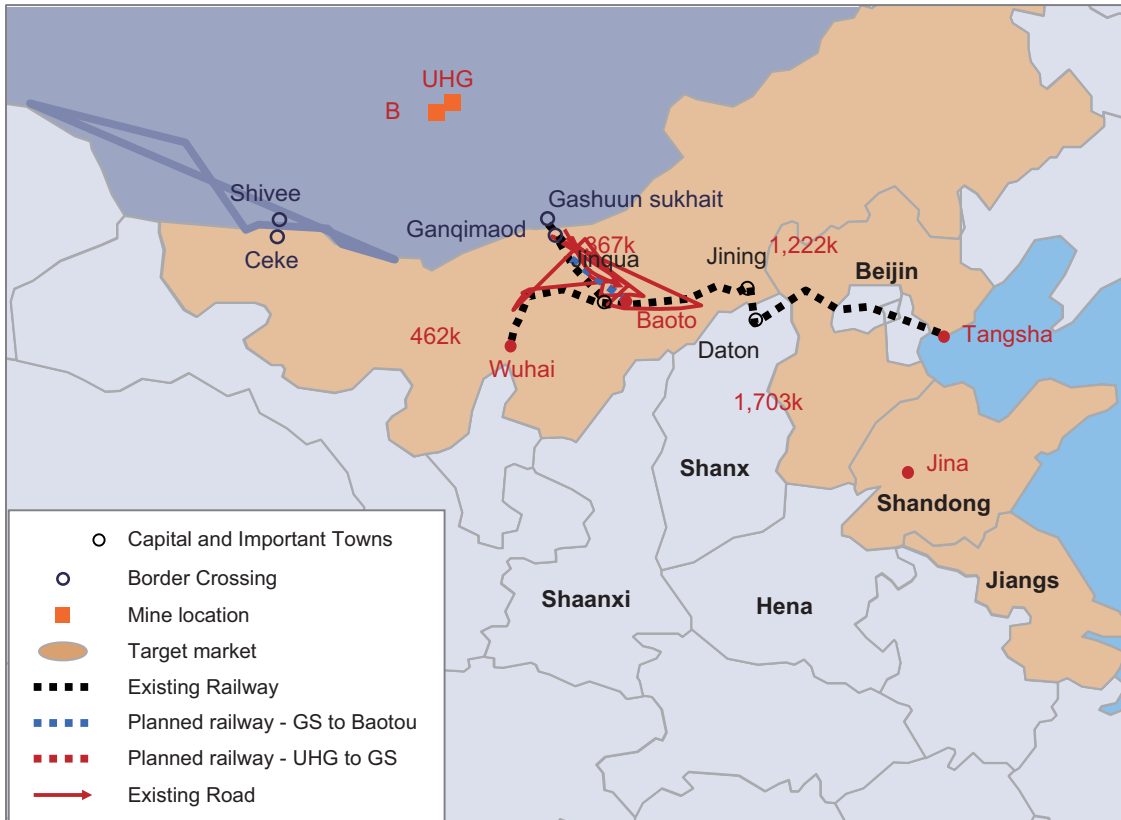 UHG
B
Shivee
Ceke
Gashuun sukhait
Ganqimaod
367k
Jinqua
Jining
1,222k
Beijin
462k
Wuhai
Baoto
Daton
Tangsha
1,703k
Shanx
Jina
Shandong
Jiangs
Shaanxi
Hena
Capital and Important Towns
Border Crossing
Mine location
Target market
Existing Railway
Planned railway - GS to Baotou
Planned railway - UHG to GS
Existing Road